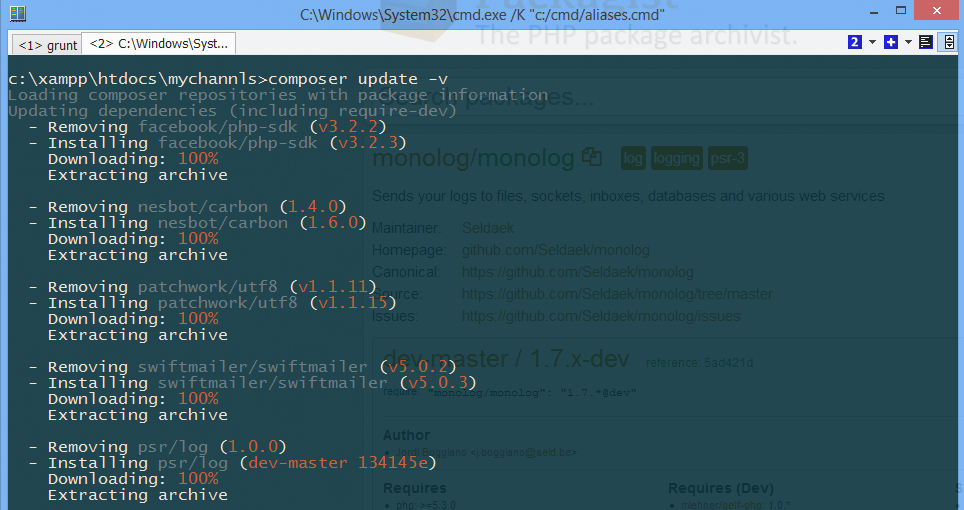 C:\Windows\System32\cmd.exe /K "c:/cmd/aliases.cmd"
Packagist
The PHP package archivist.
<1> grunt
<2> C:\Windows\Syst...
2
c:\xampp\htdocs\mychannls>composer update -v
Loading composer repositories with package information
Search packages...
Updating dependencies (including require-dev)
- Removing facebook/php-sdk (v3.2.2)
- Installing facebook/php-sdk (v3.2.3)
Downloading: 100%
Extracting archive
- Removing nesbot/carbon (1.4.0)
- Installing nesbot/carbon (1.6.0)
Downloading: 100%
Extracting archive
- Removing patchwork/utf8 (v1.1.11)
- Installing patchwork/utf8 (v1.1.15)
Downloading: 100%
Extracting archive
- Removing swiftmailer/swiftmailer (v5.0.2)
- Installing swiftmailer/swiftmailer (v5.0.3)
Downloading: 100%
Extracting archive
- Removing psr/log (1.0.0)
- Installing psr/log (dev-master 134145e)
Downloading: 100%
Extracting archive
monolog/monolog log logging psr-3
Sends your logs to files, sockets, inboxes, databases and various web services
Maintainer: Seldaek
Homepage: github.com/Seldaek/monolog
Canonical: https://github.com/Seldaek/monolog
Source: https://github.com/Seldaek/monolog/tree/master
Issues: https://github.com/Seldaek/monolog/issues
dev-master / 1.7.x-dev reference: 5ad421d
require: "monolog/monolog": "1.7.*@dev"
Author
Jordi Boggiano <j.boggiano@seld.be>
Requires
php: >=5.3.0
Requires (Dev)